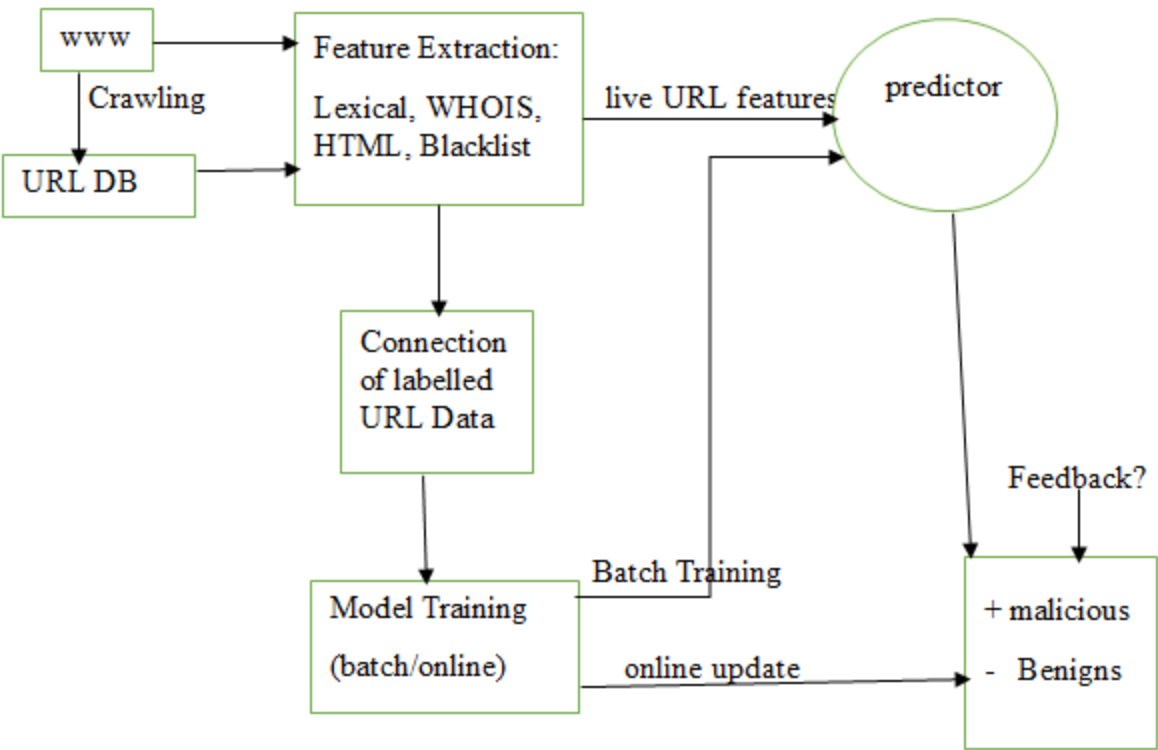 www
Crawling
URL DB
Feature Extraction:
Lexical, WHOIS,
HTML, Blacklist
live URL features
predictor
Connection
of labelled
URL Data
Model Training
(batch/online)
Batch Training
online update
Feedback?
+ malicious
- Benigns